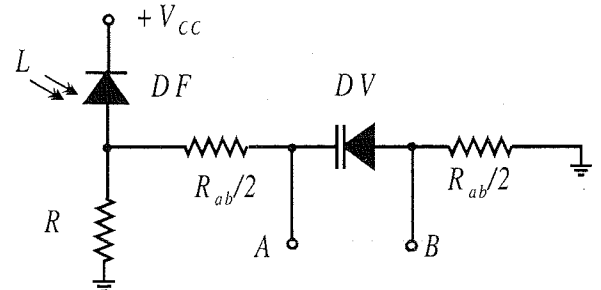 +V_CC
L
DF
DV
R_ab/2
R_ab/2
R
A
B